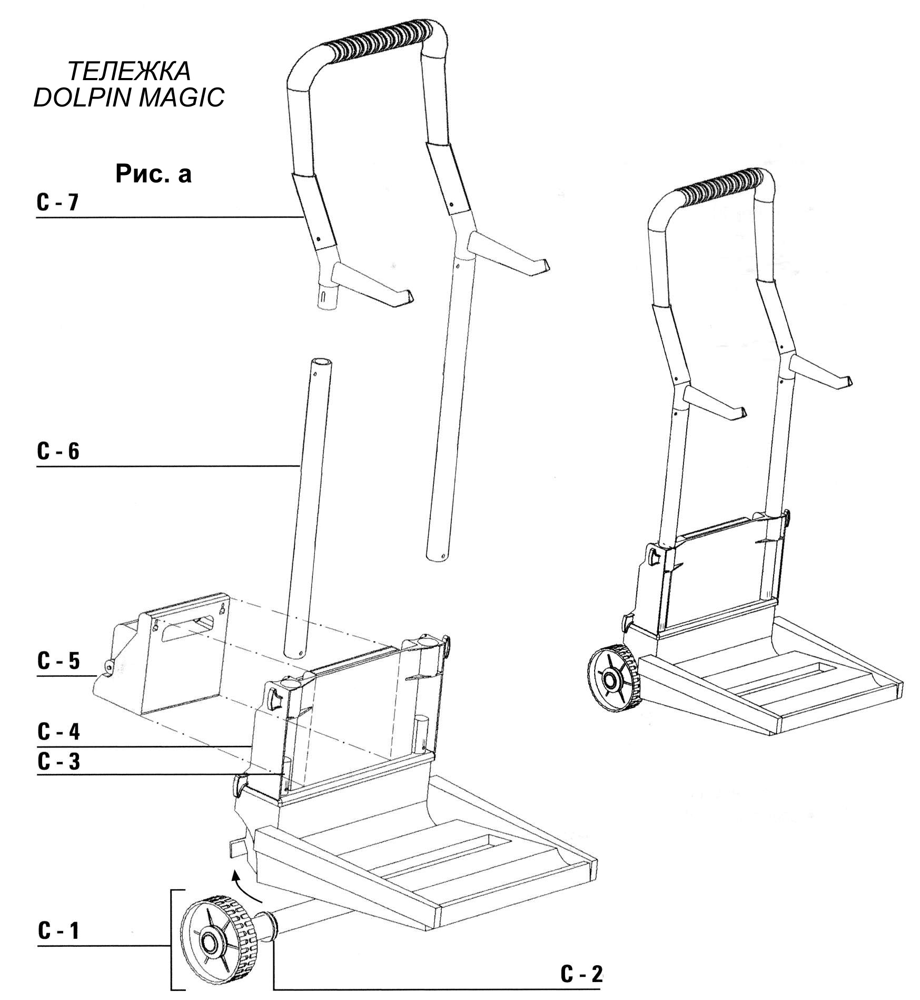 ТЕЛЕЖКА
DOLPIN MAGIC
Рис. а
C - 7
C - 6
C - 5
C - 4
C - 3
C - 1
C - 2